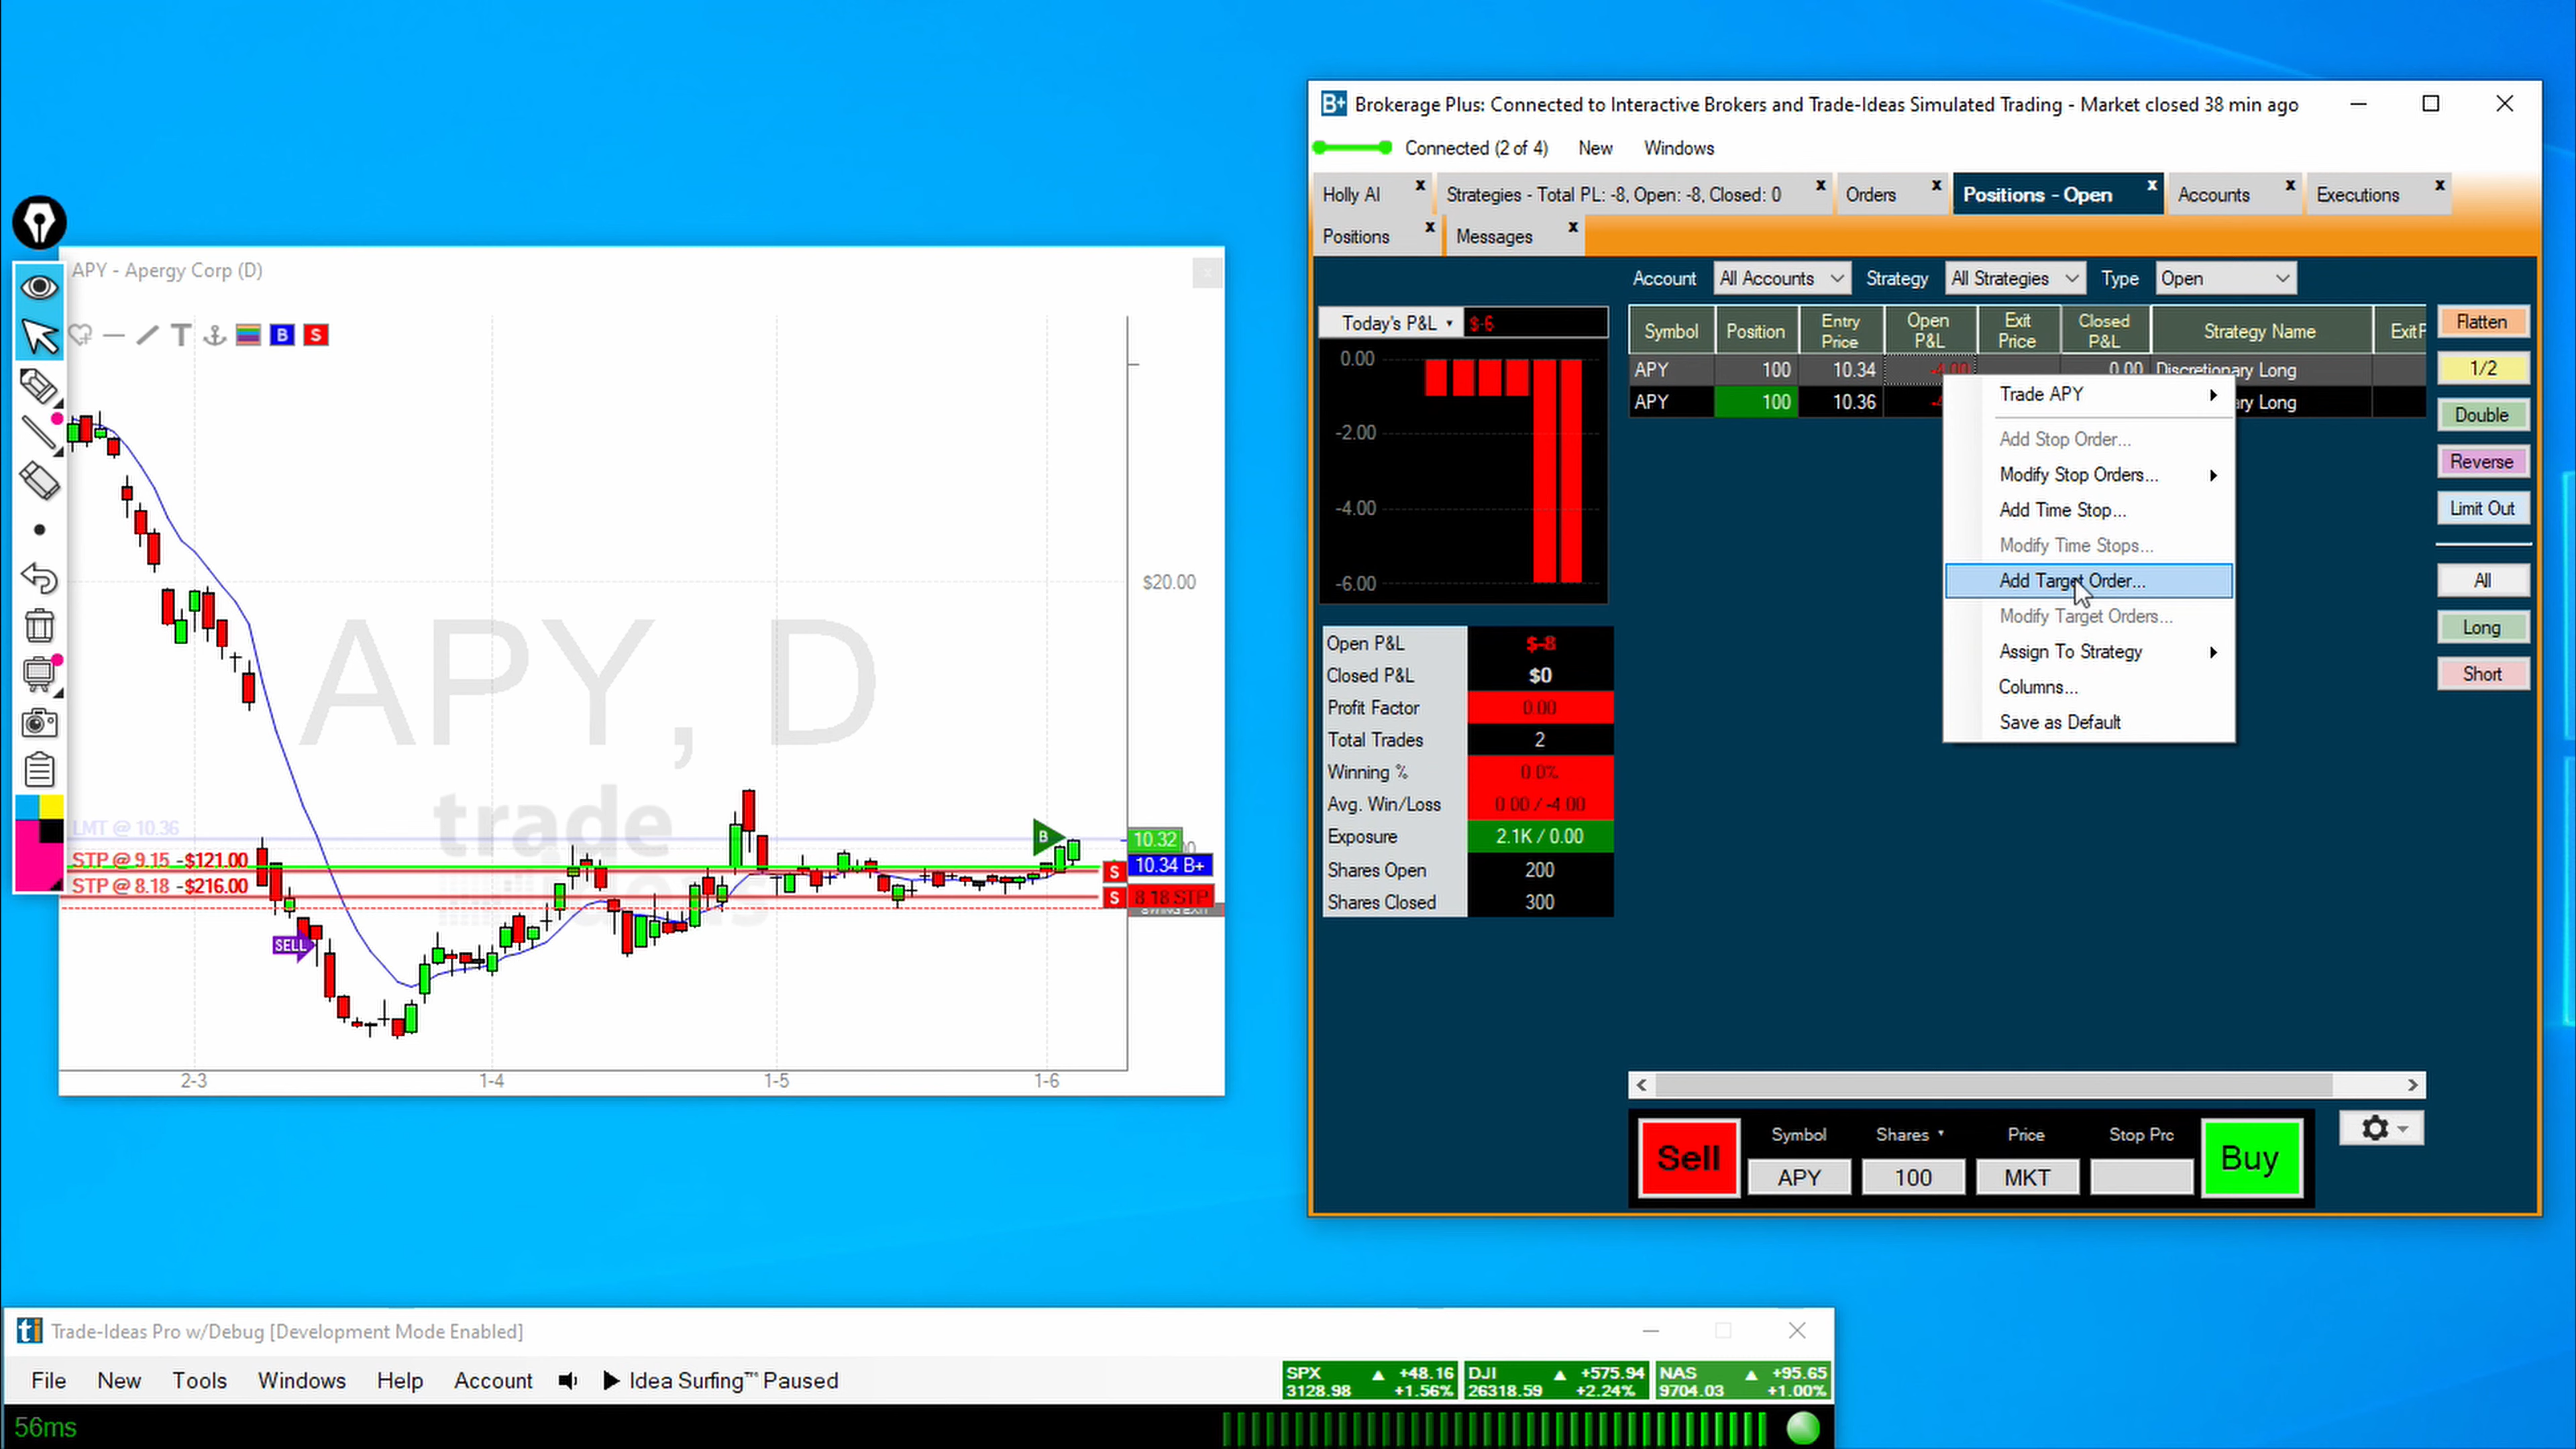 B+ Brokerage Plus: Connected to Interactive Brokers and Trade-Ideas Simulated Trading - Market closed 38 min ago
Connected (2 of 4) New Windows
Holly AI x Strategies - Total PL: -8, Open: -8, Closed: 0 x Orders x Positions - Open x Accounts x Executions x
Positions x Messages x
Account All Accounts Strategy All Strategies Type Open
Today's P&L $-6
0.00
-2.00
-4.00
-6.00
Symbol Position Entry Price Open P&L Exit Price Closed P&L Strategy Name Exit P
APY 100 10.34 -4.00 0.00 Discretionary Long
APY 100 10.36 ary Long
Trade APY
Add Stop Order...
Modify Stop Orders...
Add Time Stop...
Modify Time Stops...
Add Target Order...
Modify Target Orders...
Assign To Strategy
Columns...
Save as Default
Flatten
1/2
Double
Reverse
Limit Out
All
Long
Short
Open P&L $-8
Closed P&L $0
Profit Factor 0.00
Total Trades 2
Winning % 0.0%
Avg. Win/Loss 0.00 / -4.00
Exposure 2.1K / 0.00
Shares Open 200
Shares Closed 300
Sell
Symbol Shares Price Stop Prc
APY 100 MKT
Buy
APY - Apergy Corp (D)
T B S
$20.00
APY, D
trade
ideas
LMT @ 10.36
STP @ 9.15 -$121.00
STP @ 8.18 -$216.00
B
10.32
S 10.34 B+
S 8.18 STP
SELL
2-3 1-4 1-5 1-6
ti Trade-Ideas Pro w/Debug [Development Mode Enabled]
File New Tools Windows Help Account Idea Surfing™ Paused
SPX +48.16
3128.98 +1.56%
DJI +575.94
26318.59 +2.24%
NAS +95.65
9704.03 +1.00%
56ms